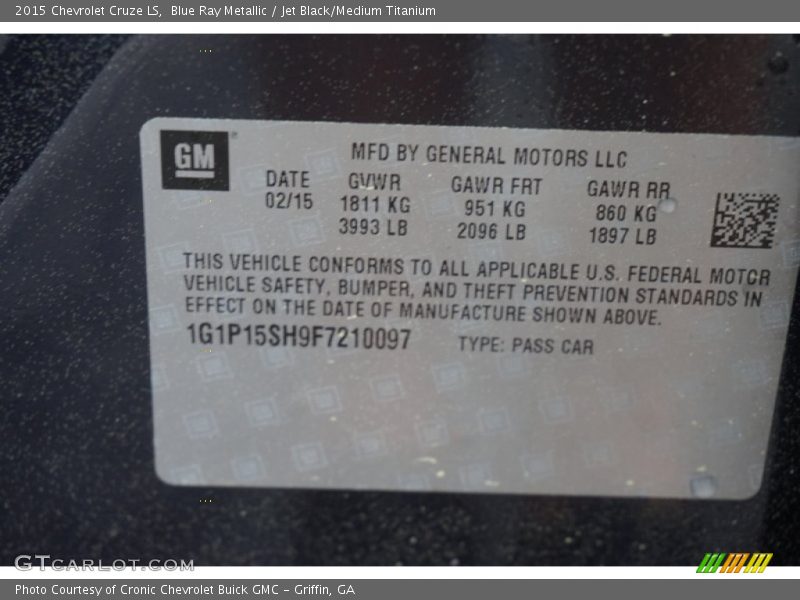 2015 Chevrolet Cruze LS, Blue Ray Metallic / Jet Black/Medium Titanium
GM
MFD BY GENERAL MOTORS LLC
DATE GVWR GAWR FRT GAWR RR
02/15 1811 KG 951 KG 860 KG
3993 LB 2096 LB 1897 LB
THIS VEHICLE CONFORMS TO ALL APPLICABLE U.S. FEDERAL MOTOR
VEHICLE SAFETY, BUMPER, AND THEFT PREVENTION STANDARDS IN
EFFECT ON THE DATE OF MANUFACTURE SHOWN ABOVE.
1G1P15SH9F7210097 TYPE: PASS CAR
GTCARLOT.COM
Photo Courtesy of Cronic Chevrolet Buick GMC - Griffin, GA